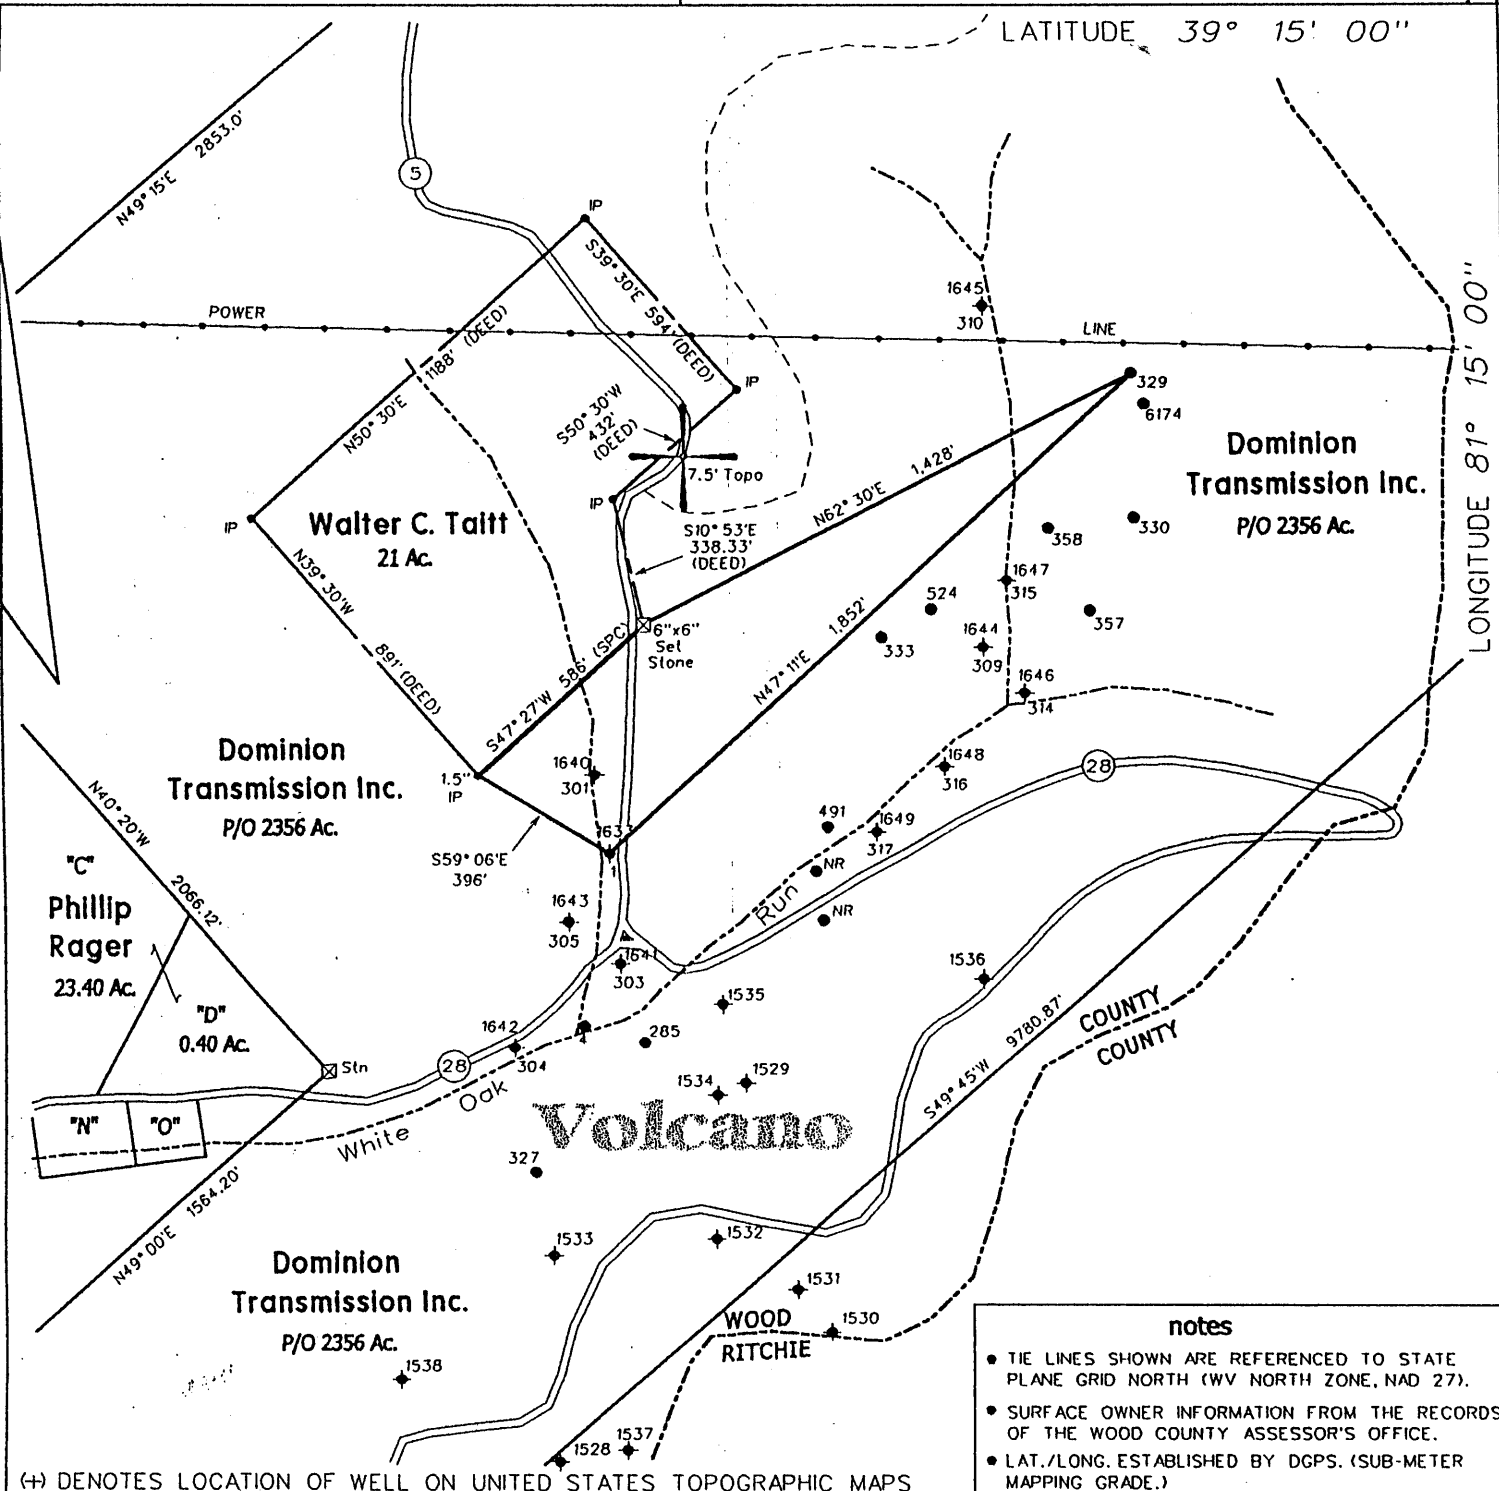 LATITUDE 39° 15' 00"
LONGITUDE 81° 15' 00"
N49° 15'E 2853.0'
5
IP
S39° 30'E 594' (DEED)
POWER
LINE
1188' (DEED)
N50° 30'E
IP
S50° 30'W
432'
(DEED)
7.5' Topo
1645
310
329
6174
Dominion
Transmission Inc.
P/O 2356 Ac.
N62° 30'E 1,428'
IP
IP
Walter C. Taitt
21 Ac.
S10° 53'E
338.33'
(DEED)
358
330
N39° 30'W
891' (DEED)
1647
315
524
357
333
1644
309
6"x6"
Set
Stone
S47° 27'W 586' (SPC)
N47° 11'E 1,852'
1646
314
Dominion
Transmission Inc.
P/O 2356 Ac.
1.5"
IP
1640
301
1648
316
28
N40° 20'W
2066.12'
1637
1
491
1649
317
S59° 06'E
396'
NR
NR
"C"
Phillip
Rager
23.40 Ac.
1643
305
Run
1641
303
1536
"D"
0.40 Ac.
1535
COUNTY
COUNTY
1642
304
4
285
S49° 45'W 9780.87'
Stn
28
1534
1529
"N"
"O"
White Oak
Volcano
327
N49° 00'E 1564.20'
1533
1532
Dominion
Transmission Inc.
P/O 2356 Ac.
1531
WOOD
RITCHIE
1530
1538
1537
1528
notes
• TIE LINES SHOWN ARE REFERENCED TO STATE
PLANE GRID NORTH (WV NORTH ZONE, NAD 27).
• SURFACE OWNER INFORMATION FROM THE RECORDS
OF THE WOOD COUNTY ASSESSOR'S OFFICE.
• LAT./LONG. ESTABLISHED BY DGPS. (SUB-METER
MAPPING GRADE.)
(+) DENOTES LOCATION OF WELL ON UNITED STATES TOPOGRAPHIC MAPS